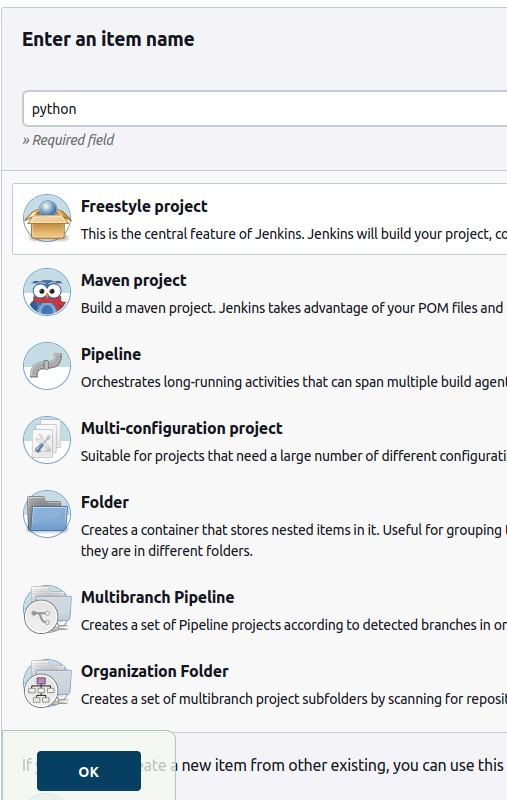 Enter an item name
python
» Required field
Freestyle project
This is the central feature of Jenkins. Jenkins will build your project, co
Maven project
Build a maven project. Jenkins takes advantage of your POM files and
Pipeline
Orchestrates long-running activities that can span multiple build agent
Multi-configuration project
Suitable for projects that need a large number of different configurati
Folder
Creates a container that stores nested items in it. Useful for grouping t
they are in different folders.
Multibranch Pipeline
Creates a set of Pipeline projects according to detected branches in or
Organization Folder
Creates a set of multibranch project subfolders by scanning for reposit
If eate a new item from other existing, you can use this
OK